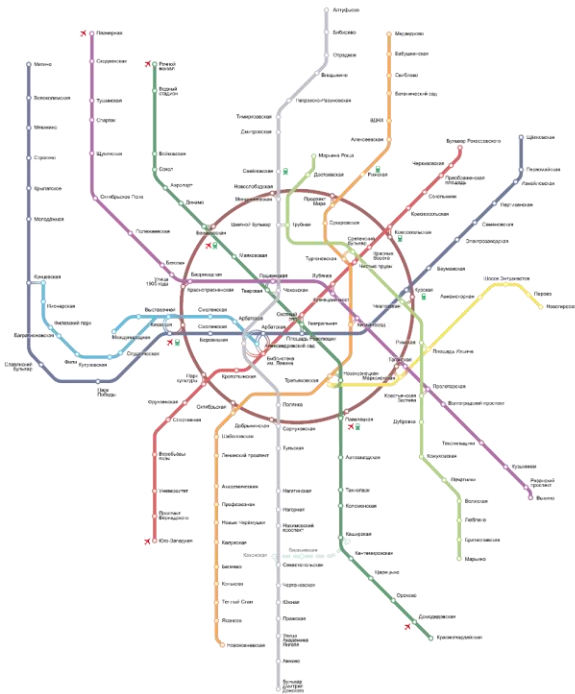 Алтуфьево
Бибирево
Отрадное
Владыкино
Петровско-Разумовская
Тимирязевская
Дмитровская
Медведково
Бабушкинская
Свиблово
Ботанический сад
ВДНХ
Алексеевская
Рижская
Планерная
Сходненская
Тушинская
Спартак
Щукинская
Октябрьское Поле
Полежаевская
Беговая
Улица
1905 года
Речной
вокзал
Водный
стадион
Войковская
Сокол
Аэропорт
Динамо
Белорусская
Митино
Волоколамская
Мякинино
Строгино
Крылатское
Молодёжная
Кунцевская
Пионерская
Филёвский парк
Багратионовская
Фили
Кутузовская
Студенческая
Славянский
бульвар
Парк
Победы
Выставочная
Международная
Киевская
Смоленская
Смоленская
Арбатская
Арбатская
Александровский сад
Библиотека
им. Ленина
Боровицкая
Площадь Революции
Марьина Роща
Достоевская
Савёловская
Новослободская
Менделеевская
Цветной бульвар
Трубная
Проспект
Мира
Сухаревская
Сретенский
бульвар
Тургеневская
Чистые пруды
Красные
Ворота
Комсомольская
Красносельская
Сокольники
Преображенская
площадь
Черкизовская
Бульвар Рокоссовского
Щёлковская
Первомайская
Измайловская
Партизанская
Семёновская
Электрозаводская
Бауманская
Курская
Чкаловская
Шоссе Энтузиастов
Авиамоторная
Перово
Новогиреево
Площадь Ильича
Римская
Таганская
Марксистская
Маяковская
Баррикадная
Краснопресненская
Пушкинская
Тверская
Чеховская
Лубянка
Кузнецкий мост
Охотный
ряд
Театральная
Китай-город
Новокузнецкая
Третьяковская
Кропоткинская
Парк
культуры
Фрунзенская
Спортивная
Воробьёвы
горы
Университет
Проспект
Вернадского
Юго-Западная
Октябрьская
Добрынинская
Полянка
Серпуховская
Павелецкая
Шаболовская
Ленинский проспект
Академическая
Профсоюзная
Новые Черёмушки
Калужская
Беляево
Коньково
Тёплый Стан
Ясенево
Новоясеневская
Тульская
Нагатинская
Нагорная
Нахимовский
проспект
Каховская
Варшавская
Севастопольская
Чертановская
Южная
Пражская
Улица
Академика
Янгеля
Аннино
Бульвар
Дмитрия
Донского
Автозаводская
Технопарк
Коломенская
Каширская
Кантемировская
Царицыно
Орехово
Домодедовская
Красногвардейская
Крестьянская
Застава
Дубровка
Кожуховская
Печатники
Волжская
Люблино
Братиславская
Марьино
Пролетарская
Волгоградский проспект
Текстильщики
Кузьминки
Рязанский
проспект
Выхино